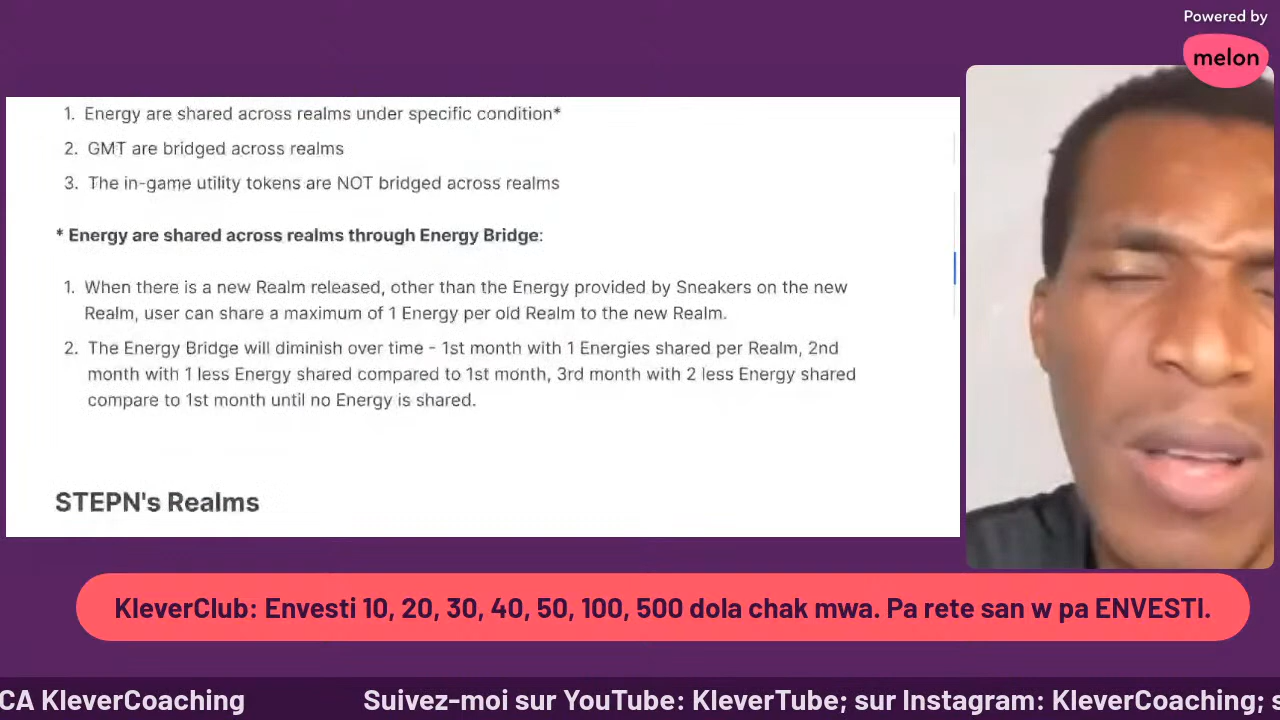 Powered by
melon
1. Energy are shared across realms under specific condition*
2. GMT are bridged across realms
3. The in-game utility tokens are NOT bridged across realms
* Energy are shared across realms through Energy Bridge:
1. When there is a new Realm released, other than the Energy provided by Sneakers on the new
Realm, user can share a maximum of 1 Energy per old Realm to the new Realm.
2. The Energy Bridge will diminish over time - 1st month with 1 Energies shared per Realm, 2nd
month with 1 less Energy shared compared to 1st month, 3rd month with 2 less Energy shared
compare to 1st month until no Energy is shared.
STEPN's Realms
KleverClub: Envesti 10, 20, 30, 40, 50, 100, 500 dola chak mwa. Pa rete san w pa ENVESTI.
CA KleverCoaching Suivez-moi sur YouTube: KleverTube; sur Instagram: KleverCoaching; s